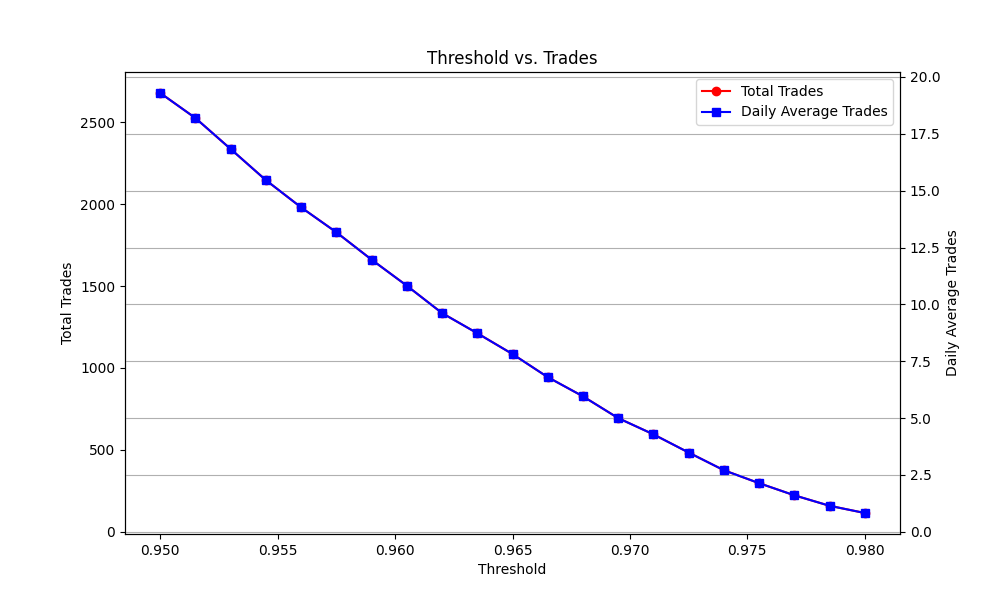 Threshold vs. Trades
Total Trades
Daily Average Trades
2500
2000
1500
1000
500
0
Total Trades
20.0
17.5
15.0
12.5
10.0
7.5
5.0
2.5
0.0
Daily Average Trades
0.950 0.955 0.960 0.965 0.970 0.975 0.980
Threshold